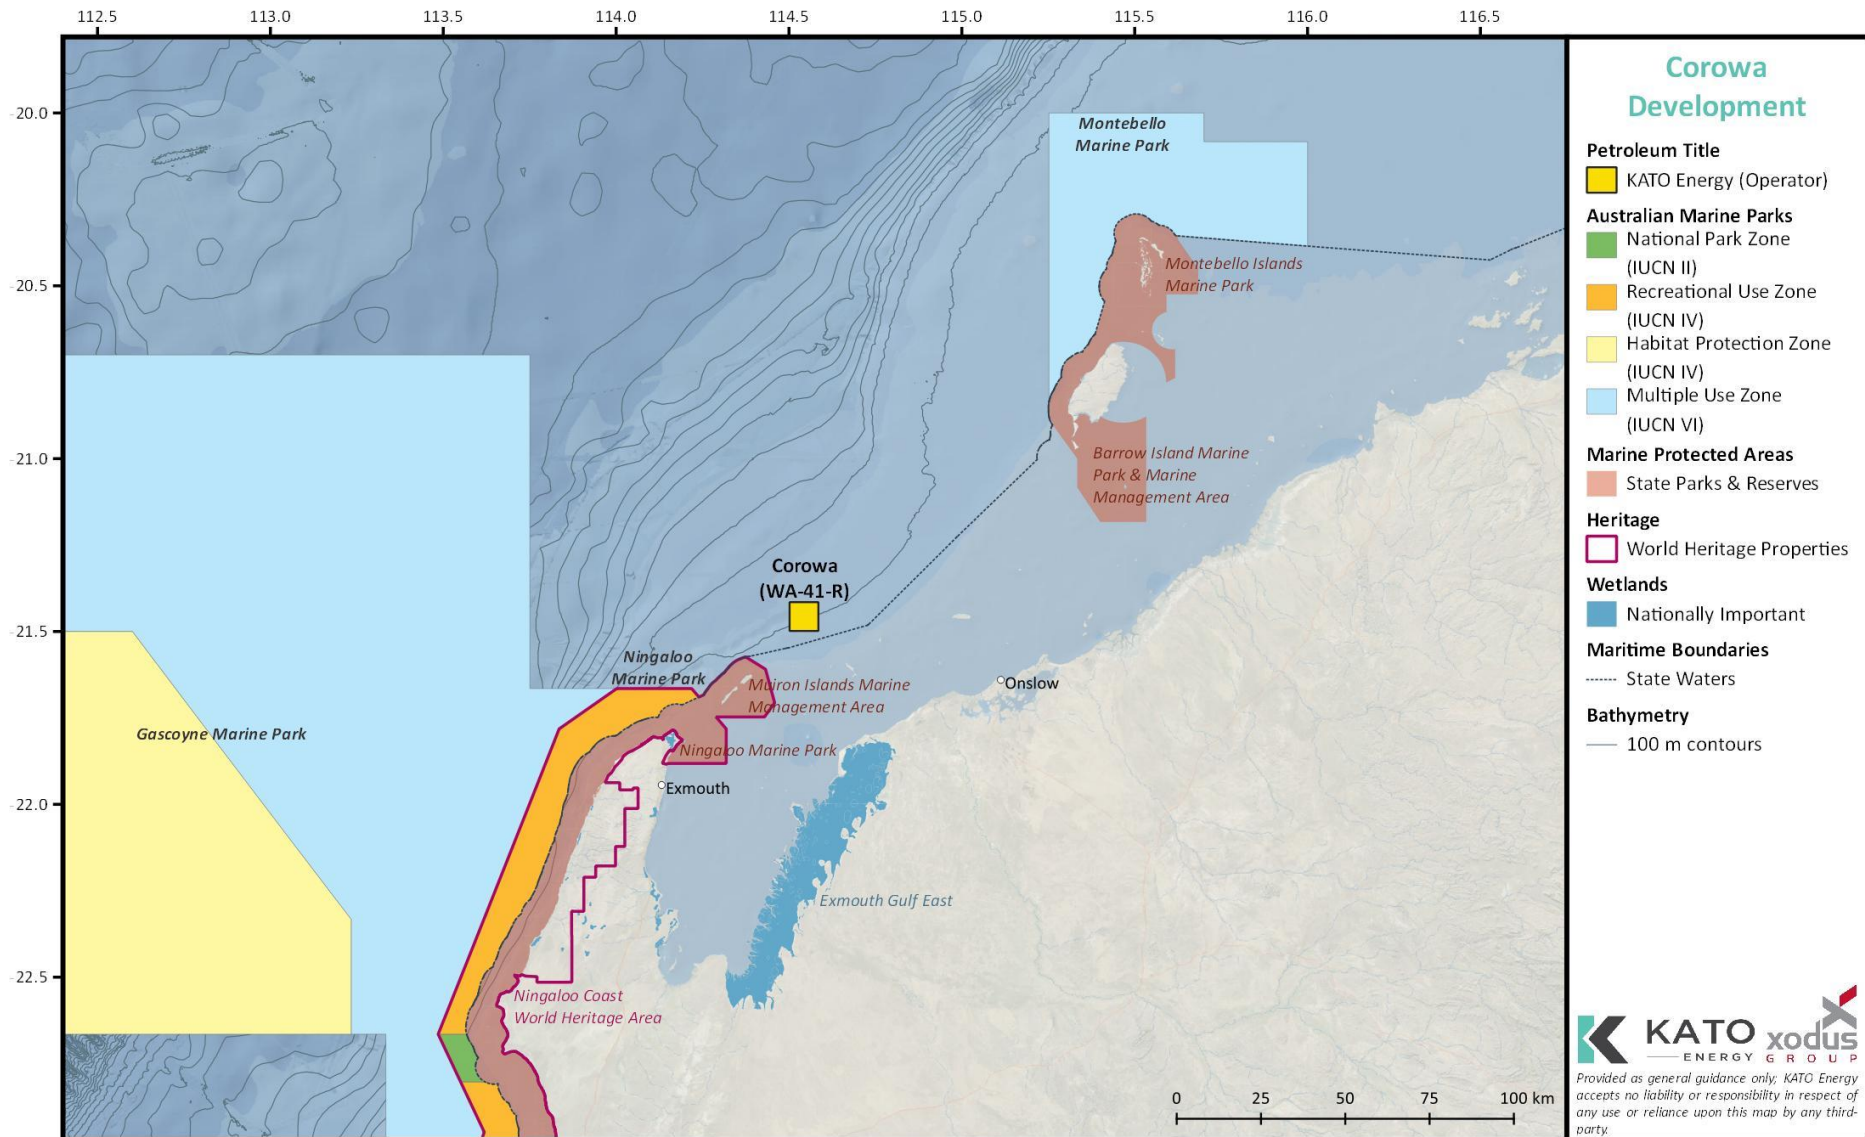 112.5 113.0 113.5 114.0 114.5 115.0 115.5 116.0 116.5
20.0
20.5
21.0
21.5
22.0
22.5
Montebello
Marine Park
Montebello Islands
Marine Park
Barrow Island Marine
Park & Marine
Management Area
Corowa
(WA-41-R)
Ningaloo
Marine Park
Muiron Islands Marine
Management Area
Onslow
Gascoyne Marine Park
Ningaloo Marine Park
Exmouth
Exmouth Gulf East
Ningaloo Coast
World Heritage Area
0 25 50 75 100 km
Corowa
Development
Petroleum Title
KATO Energy (Operator)
Australian Marine Parks
National Park Zone
(IUCN II)
Recreational Use Zone
(IUCN IV)
Habitat Protection Zone
(IUCN IV)
Multiple Use Zone
(IUCN VI)
Marine Protected Areas
State Parks & Reserves
Heritage
World Heritage Properties
Wetlands
Nationally Important
Maritime Boundaries
State Waters
Bathymetry
100 m contours
KATO
ENERGY
xodus
GROUP
Provided as general guidance only; KATO Energy
accepts no liability or responsibility in respect of
any use or reliance upon this map by any third-
party.